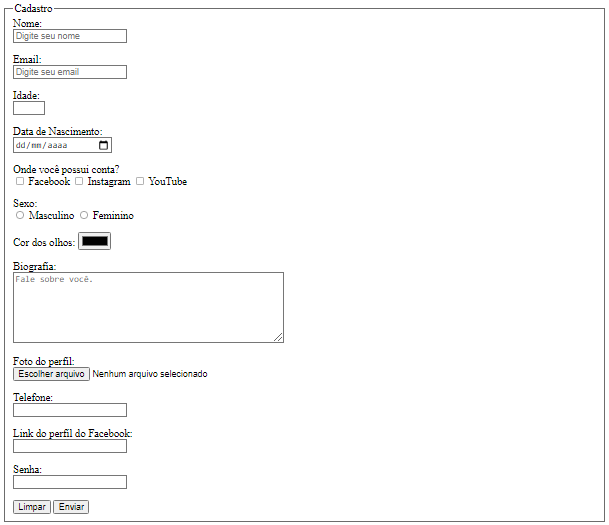 Cadastro
Nome:
Digite seu nome
Email:
Digite seu email
Idade:
Data de Nascimento:
dd/mm/aaaa
Onde você possui conta?
Facebook Instagram YouTube
Sexo:
Masculino Feminino
Cor dos olhos:
Biografia:
Fale sobre você.
Foto do perfil:
Escolher arquivo Nenhum arquivo selecionado
Telefone:
Link do perfil do Facebook:
Senha:
Limpar Enviar